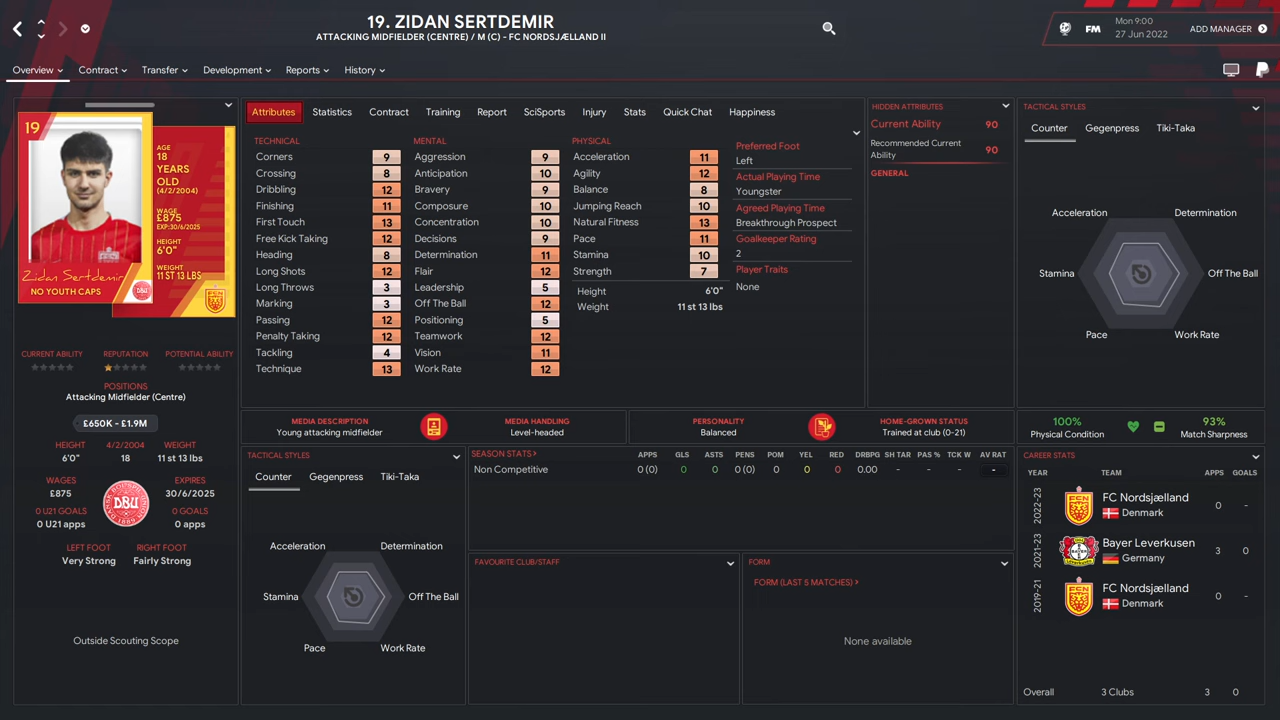 19. ZIDAN SERTDEMIR
ATTACKING MIDFIELDER (CENTRE) / M (C) - FC NORDSJÆLLAND II
FM
Mon 9:00
27 Jun 2022
ADD MANAGER
Overview
Contract
Transfer
Development
Reports
History
19
AGE
18
YEARS
OLD
(4/2/2004)
WAGE
£875
EXP:30/6/2025
HEIGHT
6'0"
WEIGHT
11 ST 13 LBS
Zidan Sertdemir
NO YOUTH CAPS
CURRENT ABILITY
REPUTATION
POTENTIAL ABILITY
POSITIONS
Attacking Midfielder (Centre)
£650K - £1.9M
HEIGHT
6'0"
4/2/2004
18
WEIGHT
11 st 13 lbs
WAGES
£875
DBU
EXPIRES
30/6/2025
0 U21 GOALS
0 U21 apps
0 GOALS
0 apps
LEFT FOOT
Very Strong
RIGHT FOOT
Fairly Strong
Outside Scouting Scope
Attributes
Statistics
Contract
Training
Report
SciSports
Injury
Stats
Quick Chat
Happiness
TECHNICAL
Corners 9
Crossing 8
Dribbling 12
Finishing 11
First Touch 13
Free Kick Taking 12
Heading 8
Long Shots 12
Long Throws 3
Marking 3
Passing 12
Penalty Taking 12
Tackling 4
Technique 13
MENTAL
Aggression 9
Anticipation 10
Bravery 9
Composure 10
Concentration 10
Decisions 9
Determination 11
Flair 12
Leadership 5
Off The Ball 12
Positioning 5
Teamwork 12
Vision 11
Work Rate 12
PHYSICAL
Acceleration 11
Agility 12
Balance 8
Jumping Reach 10
Natural Fitness 13
Pace 11
Stamina 10
Strength 7
Height 6'0"
Weight 11 st 13 lbs
Preferred Foot
Left
Actual Playing Time
Youngster
Agreed Playing Time
Breakthrough Prospect
Goalkeeper Rating
2
Player Traits
None
HIDDEN ATTRIBUTES
Current Ability 90
Recommended Current
Ability 90
GENERAL
TACTICAL STYLES
Counter
Gegenpress
Tiki-Taka
Acceleration
Determination
Stamina
Off The Ball
Pace
Work Rate
MEDIA DESCRIPTION
Young attacking midfielder
MEDIA HANDLING
Level-headed
PERSONALITY
Balanced
HOME-GROWN STATUS
Trained at club (0-21)
100%
Physical Condition
93%
Match Sharpness
TACTICAL STYLES
Counter
Gegenpress
Tiki-Taka
Acceleration
Determination
Stamina
Off The Ball
Pace
Work Rate
SEASON STATS> APPS GLS ASTS PENS POM YEL RED DRBPG SH TAR PAS % TCK W AV RAT
Non Competitive 0 (0) 0 0 0 (0) 0 0 0 0.00 - - - -
FAVOURITE CLUB/STAFF
FORM
FORM (LAST 5 MATCHES) >
None available
CAREER STATS
YEAR TEAM APPS GOALS
2022-23 FC Nordsjælland 0 -
Denmark
2021-23 Bayer Leverkusen 3 0
Germany
2019-21 FC Nordsjælland 0 -
Denmark
Overall 3 Clubs 3 0